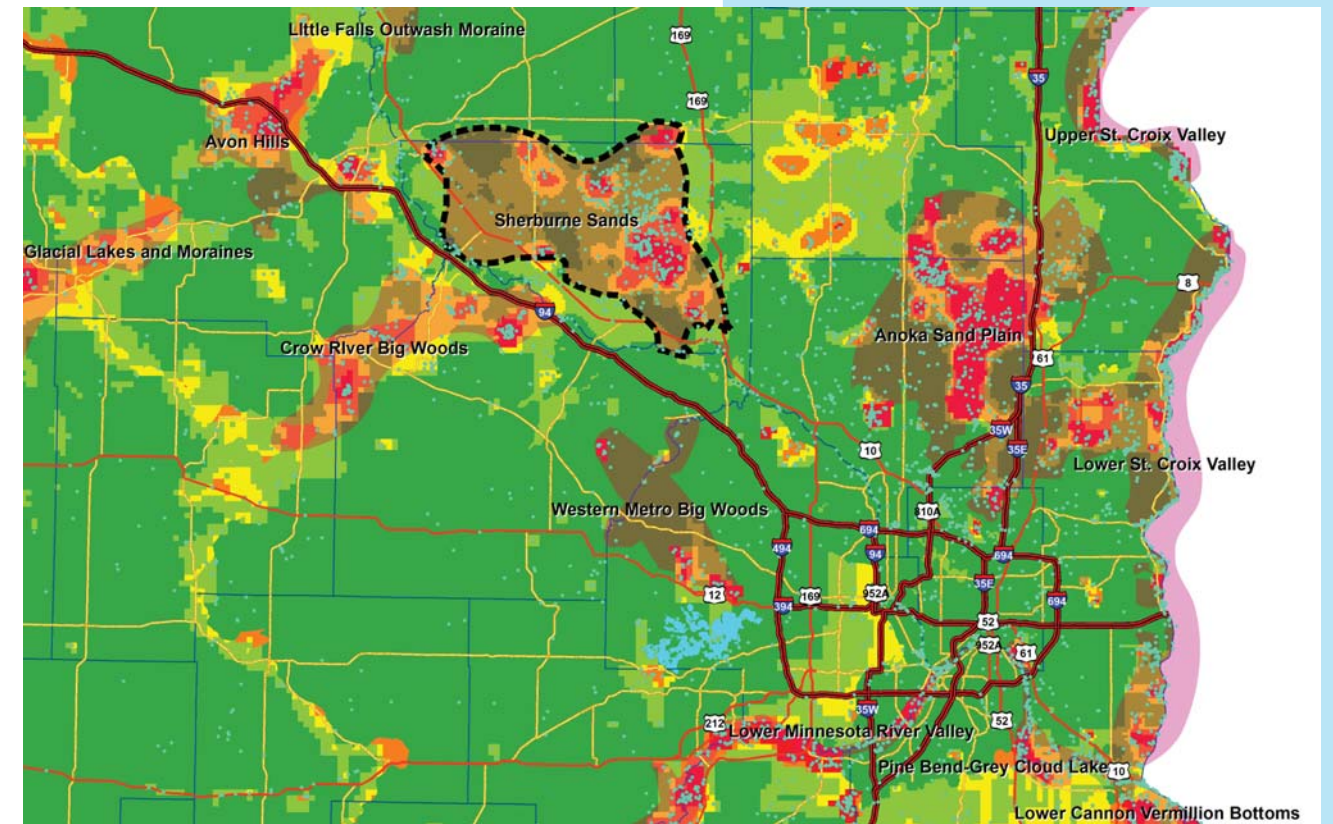 LIttle Falls Outwash Moraine
169
35
169
Avon Hills
Upper St. Croix Valley
Sherburne Sands
Glacial Lakes and Moraines
8
94
Anoka Sand Plain
Crow RIver Big Woods
61
35
35W
10
35E
Lower St. Croix Valley
Western Metro Big Woods
810A
694
494
94
694
35E
12
169
952A
394
694
52
952A
61
35W
212
52
Lower Minnesota River Valley
Pine Bend-Grey Cloud Lake
10
Lower Cannon Vermillion Bottoms